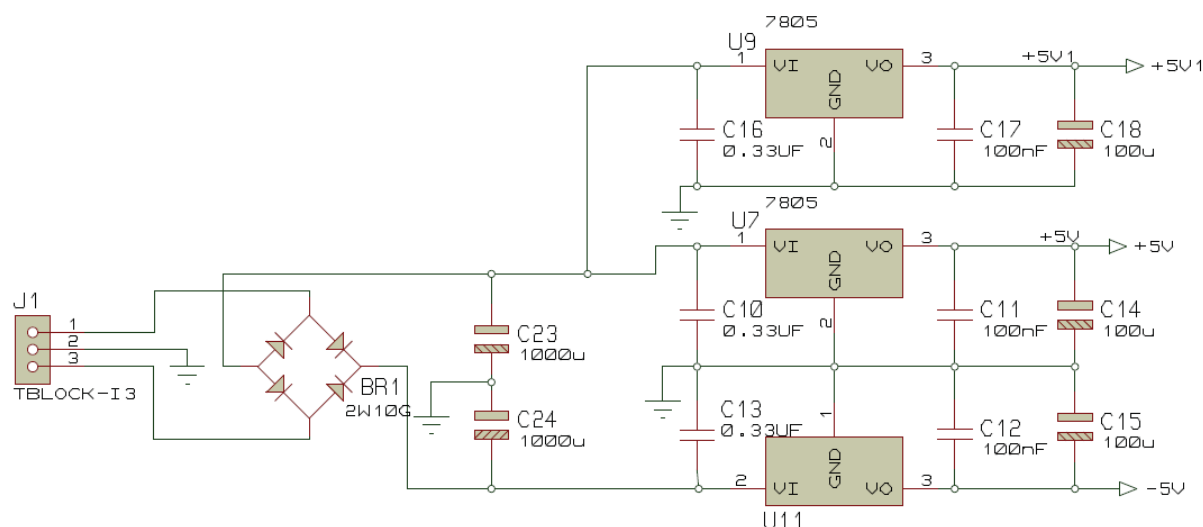 7805
U9
1
VI
VO
3
GND
2
+5V1
+5V1
C16
0.33UF
C17
100nF
C18
100u
7805
U7
1
VI
VO
3
GND
2
+5V
+5V
J1
1
2
3
TBLOCK-I3
BR1
2W10G
C23
1000u
C24
1000u
C10
0.33UF
C11
100nF
C14
100u
C13
0.33UF
1
GND
C12
100nF
C15
100u
2
VI
VO
3
-5V
U11